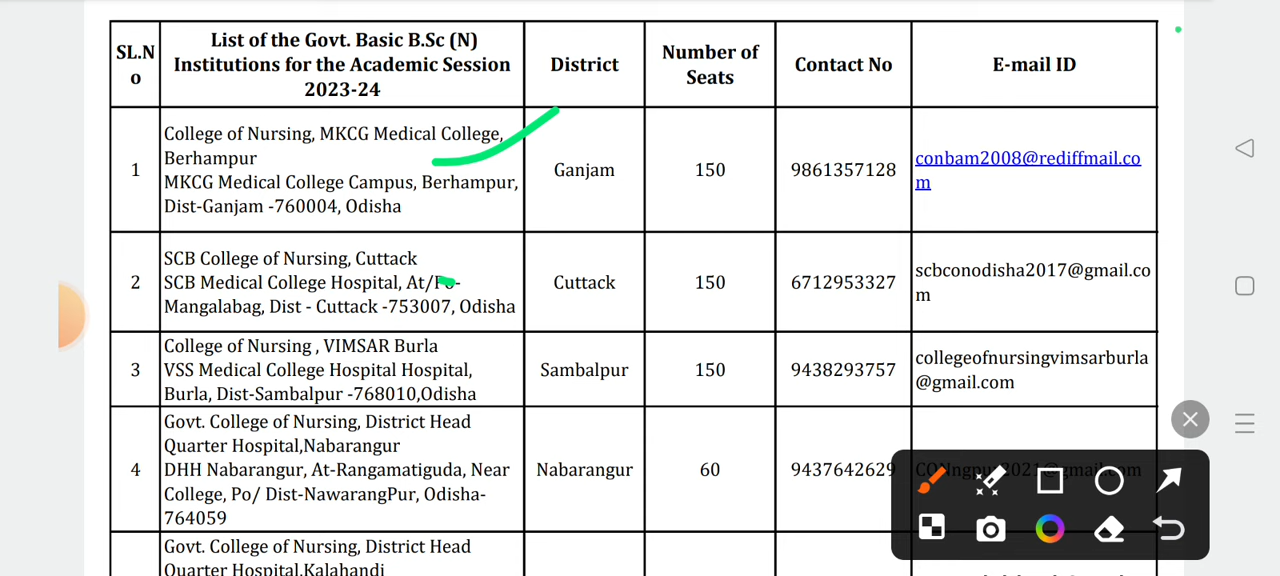 SL.N
o
List of the Govt. Basic B.Sc (N)
Institutions for the Academic Session
2023-24
District
Number of
Seats
Contact No
E-mail ID
1
College of Nursing, MKCG Medical College,
Berhampur
MKCG Medical College Campus, Berhampur,
Dist-Ganjam -760004, Odisha
Ganjam
150
9861357128
conbam2008@rediffmail.co
m
2
SCB College of Nursing, Cuttack
SCB Medical College Hospital, At/Po-
Mangalabag, Dist - Cuttack -753007, Odisha
Cuttack
150
6712953327
scbconodisha2017@gmail.co
m
3
College of Nursing , VIMSAR Burla
VSS Medical College Hospital Hospital,
Burla, Dist-Sambalpur -768010,Odisha
Sambalpur
150
9438293757
collegeofnursingvimsarburla
@gmail.com
4
Govt. College of Nursing, District Head
Quarter Hospital,Nabarangur
DHH Nabarangur, At-Rangamatiguda, Near
College, Po/ Dist-NawarangPur, Odisha-
764059
Nabarangur
60
9437642629
Govt. College of Nursing, District Head
Quarter Hospital,Kalahandi